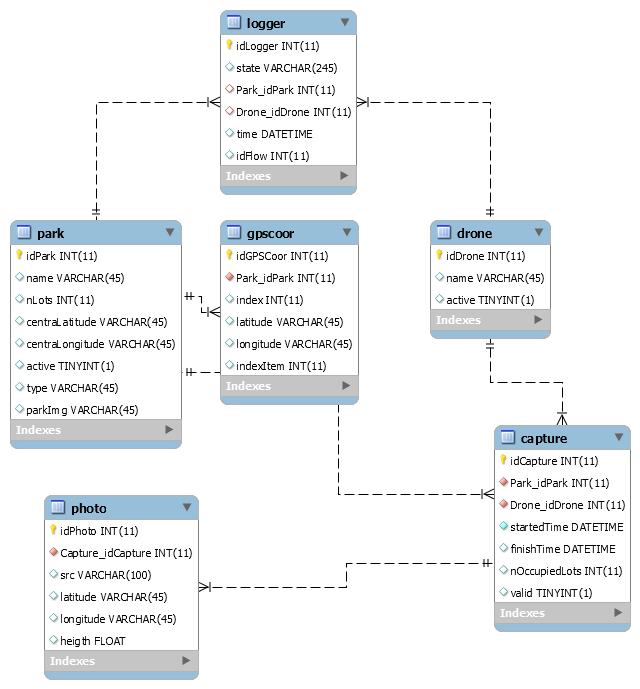 logger
idLogger INT(11)
state VARCHAR(245)
Park_idPark INT(11)
Drone_idDrone INT(11)
time DATETIME
idFlow INT(11)
Indexes
park
idPark INT(11)
name VARCHAR(45)
nLots INT(11)
centraLatitude VARCHAR(45)
centraLongitude VARCHAR(45)
active TINYINT(1)
type VARCHAR(45)
parkImg VARCHAR(45)
Indexes
gpscoor
idGPSCoor INT(11)
Park_idPark INT(11)
index INT(11)
latitude VARCHAR(45)
longitude VARCHAR(45)
indexItem INT(11)
Indexes
drone
idDrone INT(11)
name VARCHAR(45)
active TINYINT(1)
Indexes
capture
idCapture INT(11)
Park_idPark INT(11)
Drone_idDrone INT(11)
startedTime DATETIME
finishTime DATETIME
nOccupiedLots INT(11)
valid TINYINT(1)
Indexes
photo
idPhoto INT(11)
Capture_idCapture INT(11)
src VARCHAR(100)
latitude VARCHAR(45)
longitude VARCHAR(45)
heigth FLOAT
Indexes